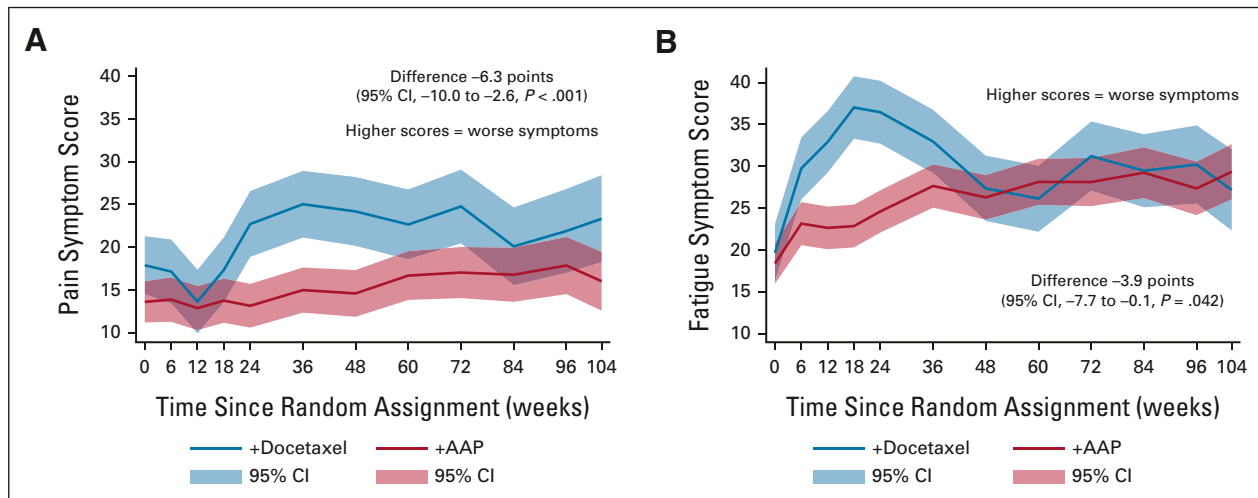 A
Pain Symptom Score
40
35
30
25
20
15
10
Difference –6.3 points
(95% CI, –10.0 to –2.6, P < .001)
Higher scores = worse symptoms
0 6 12 18 24 36 48 60 72 84 96 104
Time Since Random Assignment (weeks)
+Docetaxel +AAP
95% CI 95% CI
B
Fatigue Symptom Score
40
35
30
25
20
15
10
Higher scores = worse symptoms
Difference –3.9 points
(95% CI, –7.7 to –0.1, P = .042)
0 6 12 18 24 36 48 60 72 84 96 104
Time Since Random Assignment (weeks)
+Docetaxel +AAP
95% CI 95% CI